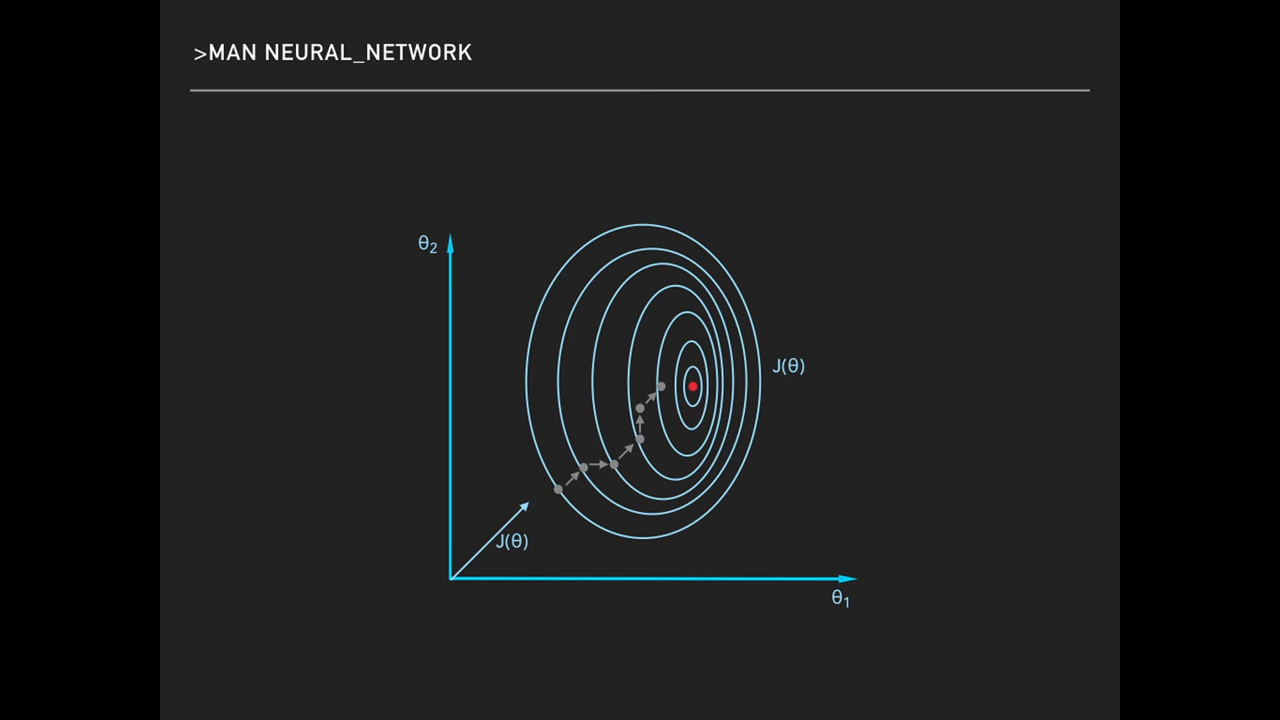 >MAN NEURAL_NETWORK
θ₂
J(θ)
J(θ)
θ₁